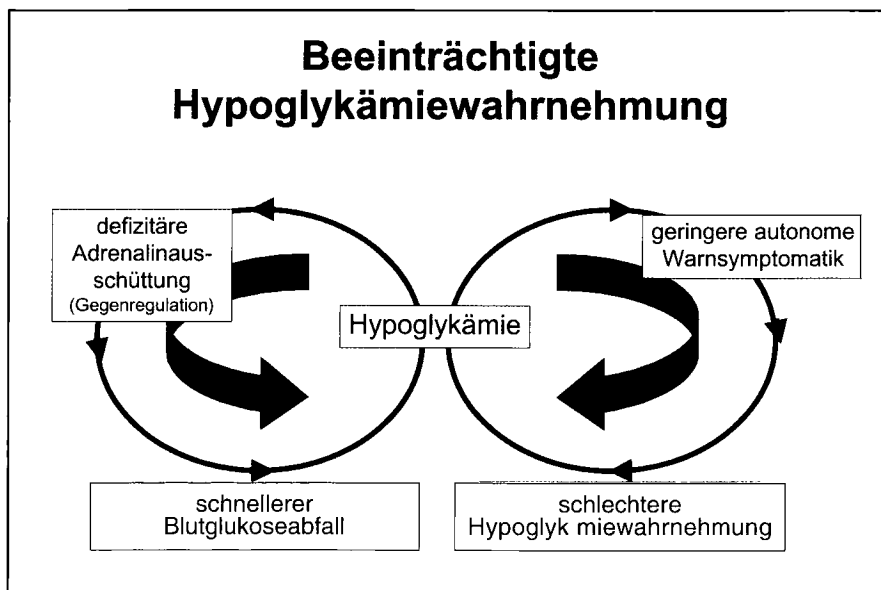 Beeinträchtigte
Hypoglykämiewahrnehmung
defizitäre
Adrenalinaus-
schüttung
(Gegenregulation)
geringere autonome
Warnsymptomatik
Hypoglykämie
schnellerer
Blutglukoseabfall
schlechtere
Hypoglyk miewahrnehmung